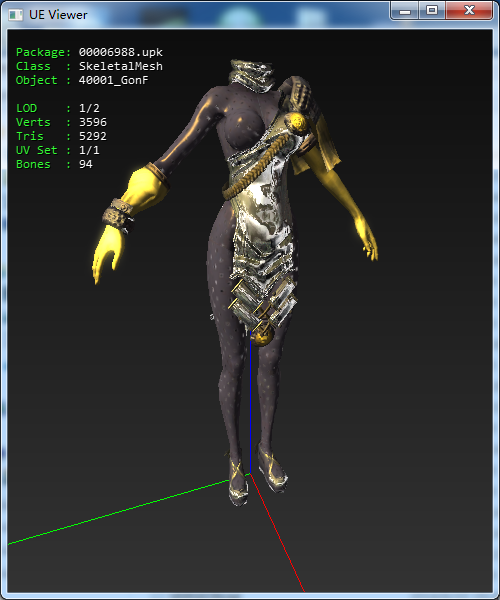 UE Viewer
Package: 00006988.upk
Class  : SkeletalMesh
Object : 40001_GonF
LOD    : 1/2
Verts  : 3596
Tris   : 5292
UV Set : 1/1
Bones  : 94